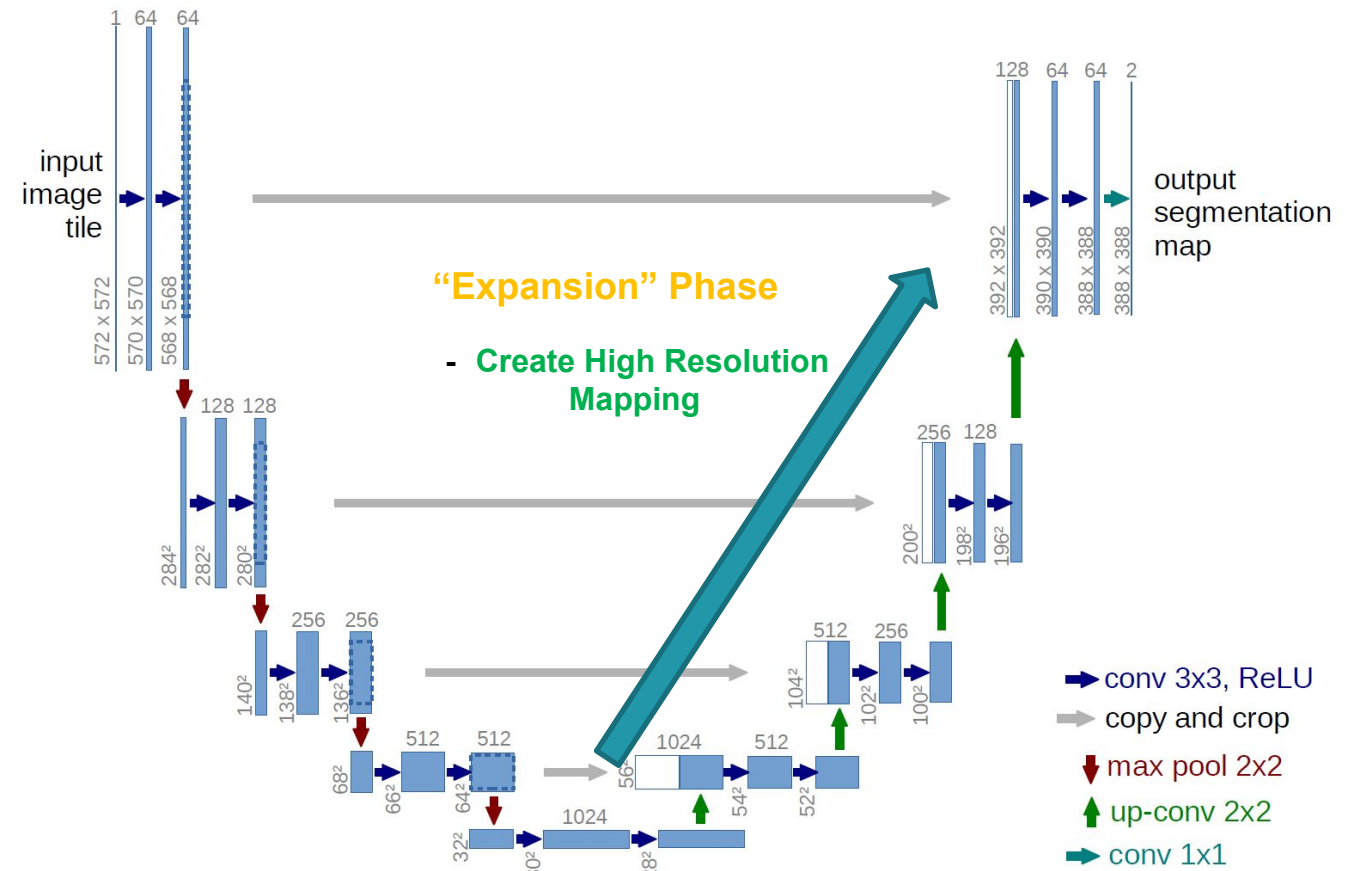 1 64 64
128 64 64 2
input
image
tile
output
segmentation
map
572 x 572
570 x 570
568 x 568
392 x 392
390 x 390
388 x 388
388 x 388
“Expansion” Phase
- Create High Resolution
Mapping
128 128
256 128
284²
282²
280²
200²
198²
196²
256 256
512 256
140²
138²
136²
104²
102²
100²
512 512
1024 512
68²
66²
64²
56²
54²
52²
1024
32²
conv 3x3, ReLU
copy and crop
max pool 2x2
up-conv 2x2
conv 1x1